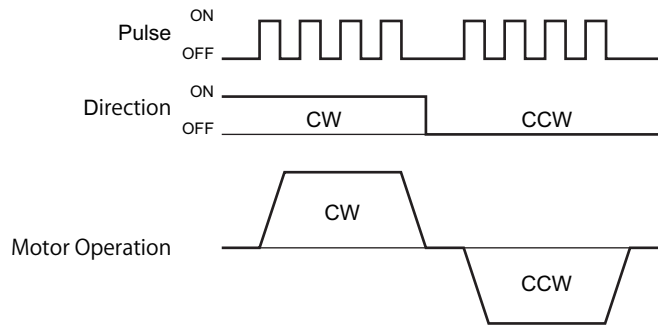 Pulse
ON
OFF
Direction
ON
OFF
CW
CCW
Motor Operation
CW
CCW